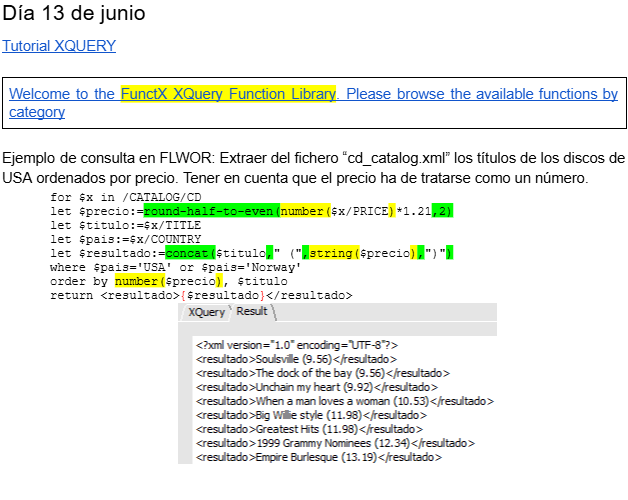 Día 13 de junio
Tutorial XQUERY
Welcome to the FunctX XQuery Function Library. Please browse the available functions by
category
Ejemplo de consulta en FLWOR: Extraer del fichero “cd_catalog.xml” los títulos de los discos de
USA ordenados por precio. Tener en cuenta que el precio ha de tratarse como un número.
for $x in /CATALOG/CD
let $precio:=round-half-to-even(number($x/PRICE)*1.21,2)
let $titulo:=$x/TITLE
let $pais:=$x/COUNTRY
let $resultado:=concat($titulo," (",string($precio),")")
where $pais='USA' or $pais='Norway'
order by number($precio), $titulo
return <resultado>{$resultado}</resultado>
XQuery Result
<?xml version="1.0" encoding="UTF-8"?>
<resultado>Soulsville (9.56)</resultado>
<resultado>The dock of the bay (9.56)</resultado>
<resultado>Unchain my heart (9.92)</resultado>
<resultado>When a man loves a woman (10.53)</resultado>
<resultado>Big Willie style (11.98)</resultado>
<resultado>Greatest Hits (11.98)</resultado>
<resultado>1999 Grammy Nominees (12.34)</resultado>
<resultado>Empire Burlesque (13.19)</resultado>